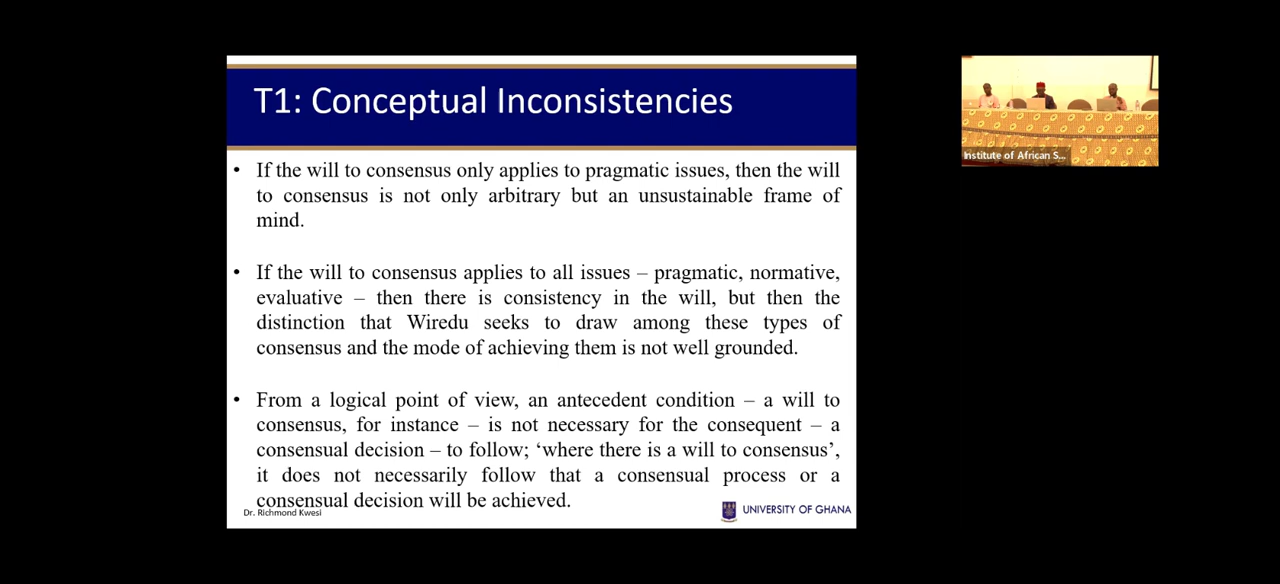 T1: Conceptual Inconsistencies
• If the will to consensus only applies to pragmatic issues, then the will
to consensus is not only arbitrary but an unsustainable frame of
mind.
• If the will to consensus applies to all issues – pragmatic, normative,
evaluative – then there is consistency in the will, but then the
distinction that Wiredu seeks to draw among these types of
consensus and the mode of achieving them is not well grounded.
• From a logical point of view, an antecedent condition – a will to
consensus, for instance – is not necessary for the consequent – a
consensual decision – to follow; ‘where there is a will to consensus’,
it does not necessarily follow that a consensual process or a
consensual decision will be achieved.
Dr. Richmond Kwesi
UNIVERSITY OF GHANA
Institute of African S...